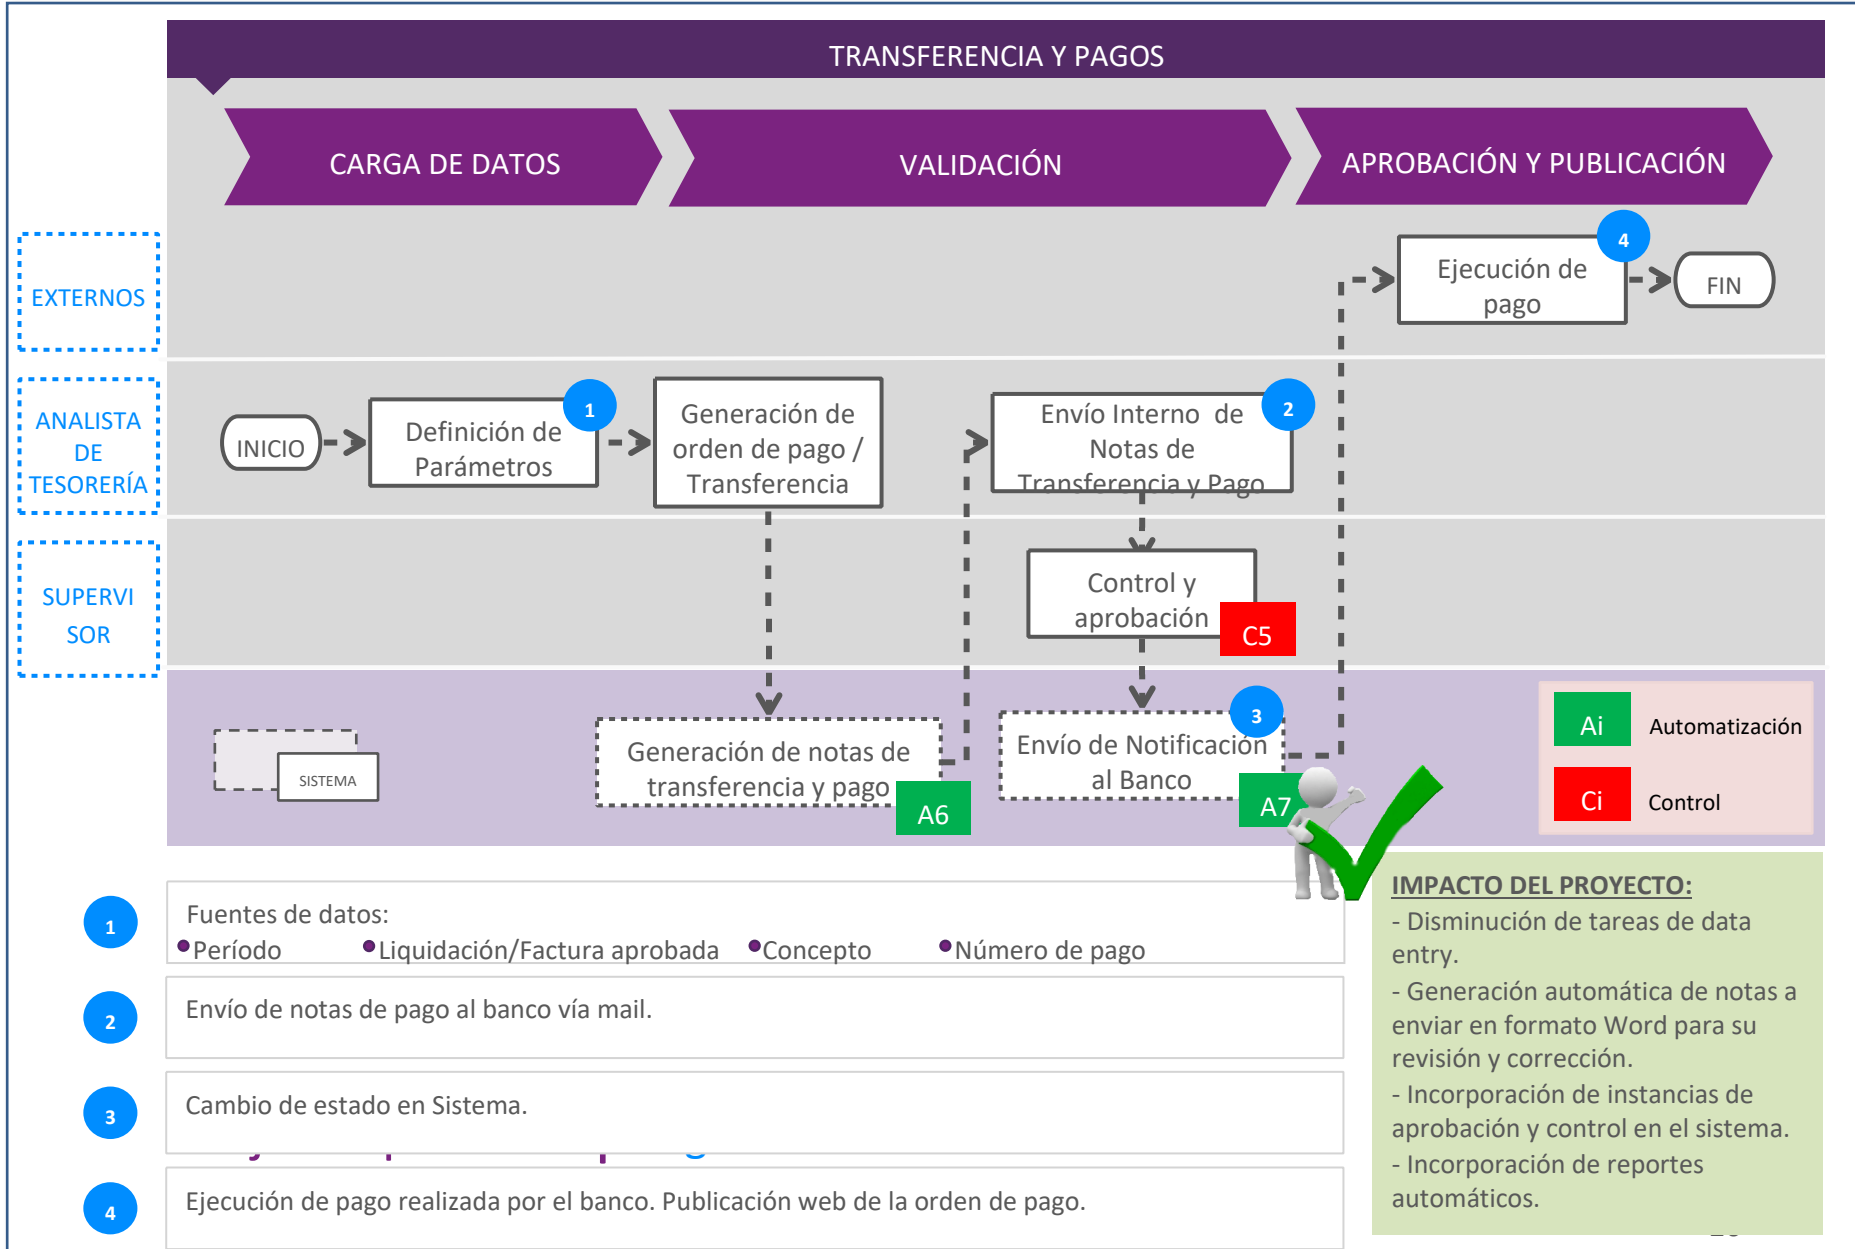 TRANSFERENCIA Y PAGOS
CARGA DE DATOS
VALIDACIÓN
APROBACIÓN Y PUBLICACIÓN
EXTERNOS
Ejecución de
pago
4
FIN
ANALISTA
DE
TESORERÍA
INICIO
Definición de
Parámetros
1
Generación de
orden de pago /
Transferencia
Envío Interno de
Notas de
Transferencia y Pago
2
SUPERVI
SOR
Control y
aprobación
C5
SISTEMA
Generación de notas de
transferencia y pago
A6
Envío de Notificación
al Banco
3
A7
Ai Automatización
Ci Control
1
Fuentes de datos:
Período Liquidación/Factura aprobada Concepto Número de pago
2
Envío de notas de pago al banco vía mail.
3
Cambio de estado en Sistema.
4
Ejecución de pago realizada por el banco. Publicación web de la orden de pago.
IMPACTO DEL PROYECTO:
- Disminución de tareas de data
entry.
- Generación automática de notas a
enviar en formato Word para su
revisión y corrección.
- Incorporación de instancias de
aprobación y control en el sistema.
- Incorporación de reportes
automáticos.